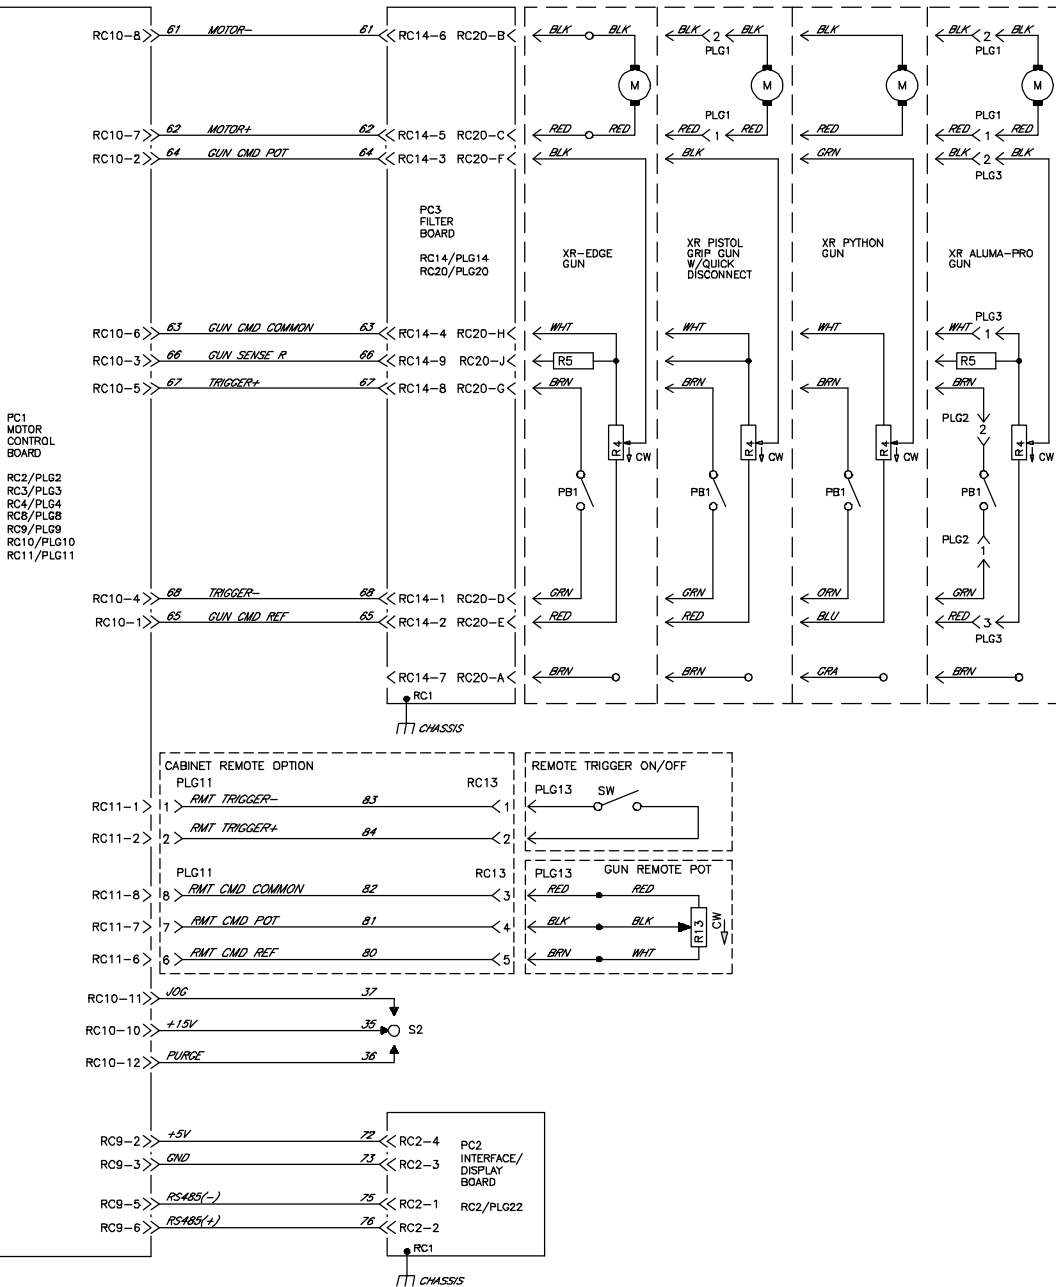 RC10-8 61 MOTOR- 61 RC14-6 RC20-B BLK BLK BLK 2 BLK BLK BLK 2 BLK
PLG1 PLG1
M M M M
PLG1 PLG1
RC10-7 62 MOTOR+ 62 RC14-5 RC20-C RED RED RED 1 RED RED RED 1 RED
RC10-2 64 GUN CMD POT 64 RC14-3 RC20-F BLK BLK GRN BLK 2 BLK
PLG3
PC3
FILTER
BOARD
RC14/PLG14
RC20/PLG20
XR-EDGE
GUN
XR PISTOL
GRIP GUN
W/QUICK
DISCONNECT
XR PYTHON
GUN
XR ALUMA-PRO
GUN
PLG3
RC10-6 63 GUN CMD COMMON 63 RC14-4 RC20-H WHT WHT WHT WHT 1
RC10-3 66 GUN SENSE R 66 RC14-9 RC20-J R5 R5
RC10-5 67 TRIGGER+ 67 RC14-8 RC20-G BRN BRN BRN BRN
PC1
MOTOR
CONTROL
BOARD
RC2/PLG2
RC3/PLG3
RC4/PLG4
RC8/PLG8
RC9/PLG9
RC10/PLG10
RC11/PLG11
PLG2
2
R4 CW R4 CW R4 CW R4 CW
PB1 PB1 PB1 PB1
PLG2
1
RC10-4 68 TRIGGER- 68 RC14-1 RC20-D GRN GRN ORN GRN
RC10-1 65 GUN CMD REF 65 RC14-2 RC20-E RED RED BLU RED 3
PLG3
RC14-7 RC20-A BRN BRN GRA BRN
RC1
CHASSIS
CABINET REMOTE OPTION
REMOTE TRIGGER ON/OFF
PLG11 RC13 PLG13 SW
RC11-1 1 RMT TRIGGER- 83 1
RC11-2 2 RMT TRIGGER+ 84 2
PLG11 RC13 PLG13 GUN REMOTE POT
RC11-8 8 RMT CMD COMMON 82 3 RED RED
RC11-7 7 RMT CMD POT 81 4 BLK BLK R13 CW
RC11-6 6 RMT CMD REF 80 5 BRN WHT
RC10-11 JOG 37
RC10-10 +15V 35 S2
RC10-12 PURGE 36
RC9-2 +5V 72 RC2-4
RC9-3 GND 73 RC2-3
RC9-5 RS485(-) 75 RC2-1
RC9-6 RS485(+) 76 RC2-2
PC2
INTERFACE/
DISPLAY
BOARD
RC2/PLG22
RC1
CHASSIS